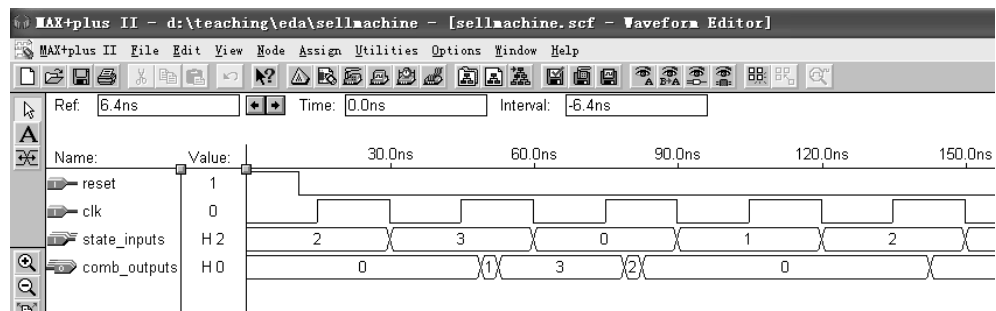 MAX+plus II - d:\teaching\eda\sellmachine - [sellmachine.scf - Waveform Editor]
MAX+plus II File Edit View Node Assign Utilities Options Window Help
Ref: 6.4ns Time: 0.0ns Interval: -6.4ns
A
Name: Value: 30.0ns 60.0ns 90.0ns 120.0ns 150.0ns
reset 1
clk 0
state_inputs H 2 2 3 0 1 2
comb_outputs H 0 0 1 3 2 0